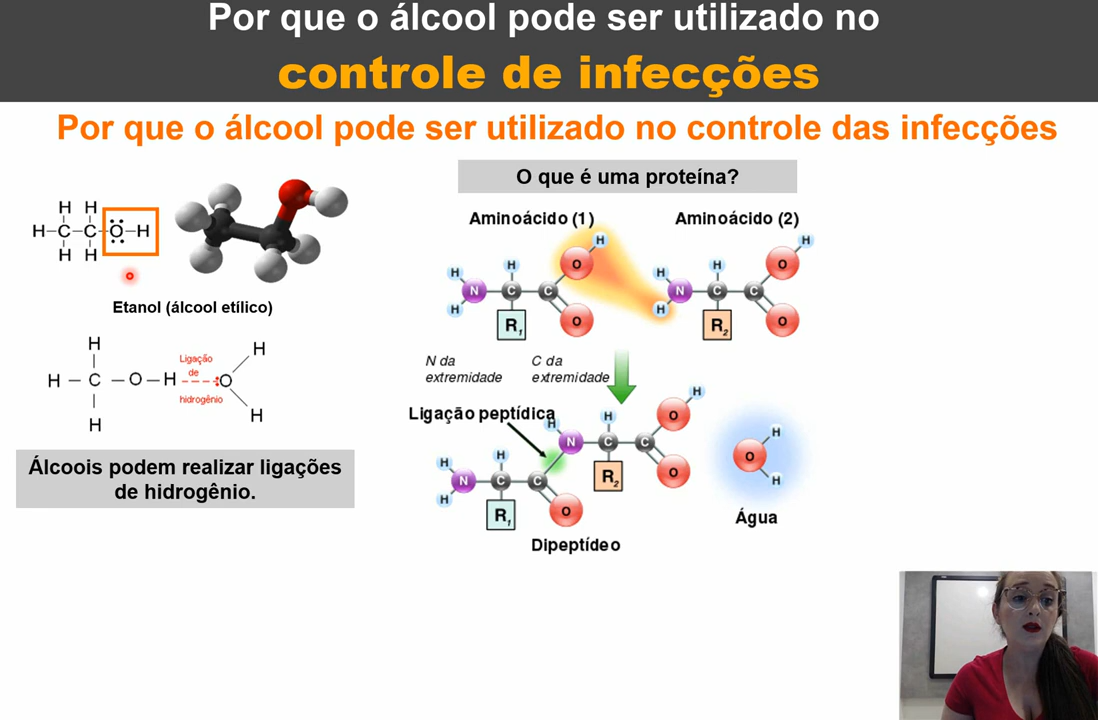 Por que o álcool pode ser utilizado no
controle de infecções
Por que o álcool pode ser utilizado no controle das infecções
H H
H-C-C-O-H
H H
Etanol (álcool etílico)
H
H
Ligação
de
H - C - O - H
O
hidrogênio
H
H
Álcoois podem realizar ligações
de hidrogênio.
O que é uma proteína?
Aminoácido (1)
Aminoácido (2)
H
H
H
H
H
H
O
O
N
C
C
N
C
C
H
H
R1
O
R2
O
N da
extremidade
C da
extremidade
Ligação peptídica
H
H
H
O
N
C
C
R2
O
H
H
N
C
C
H
R1
O
Dipeptídeo
H
O
H
Água